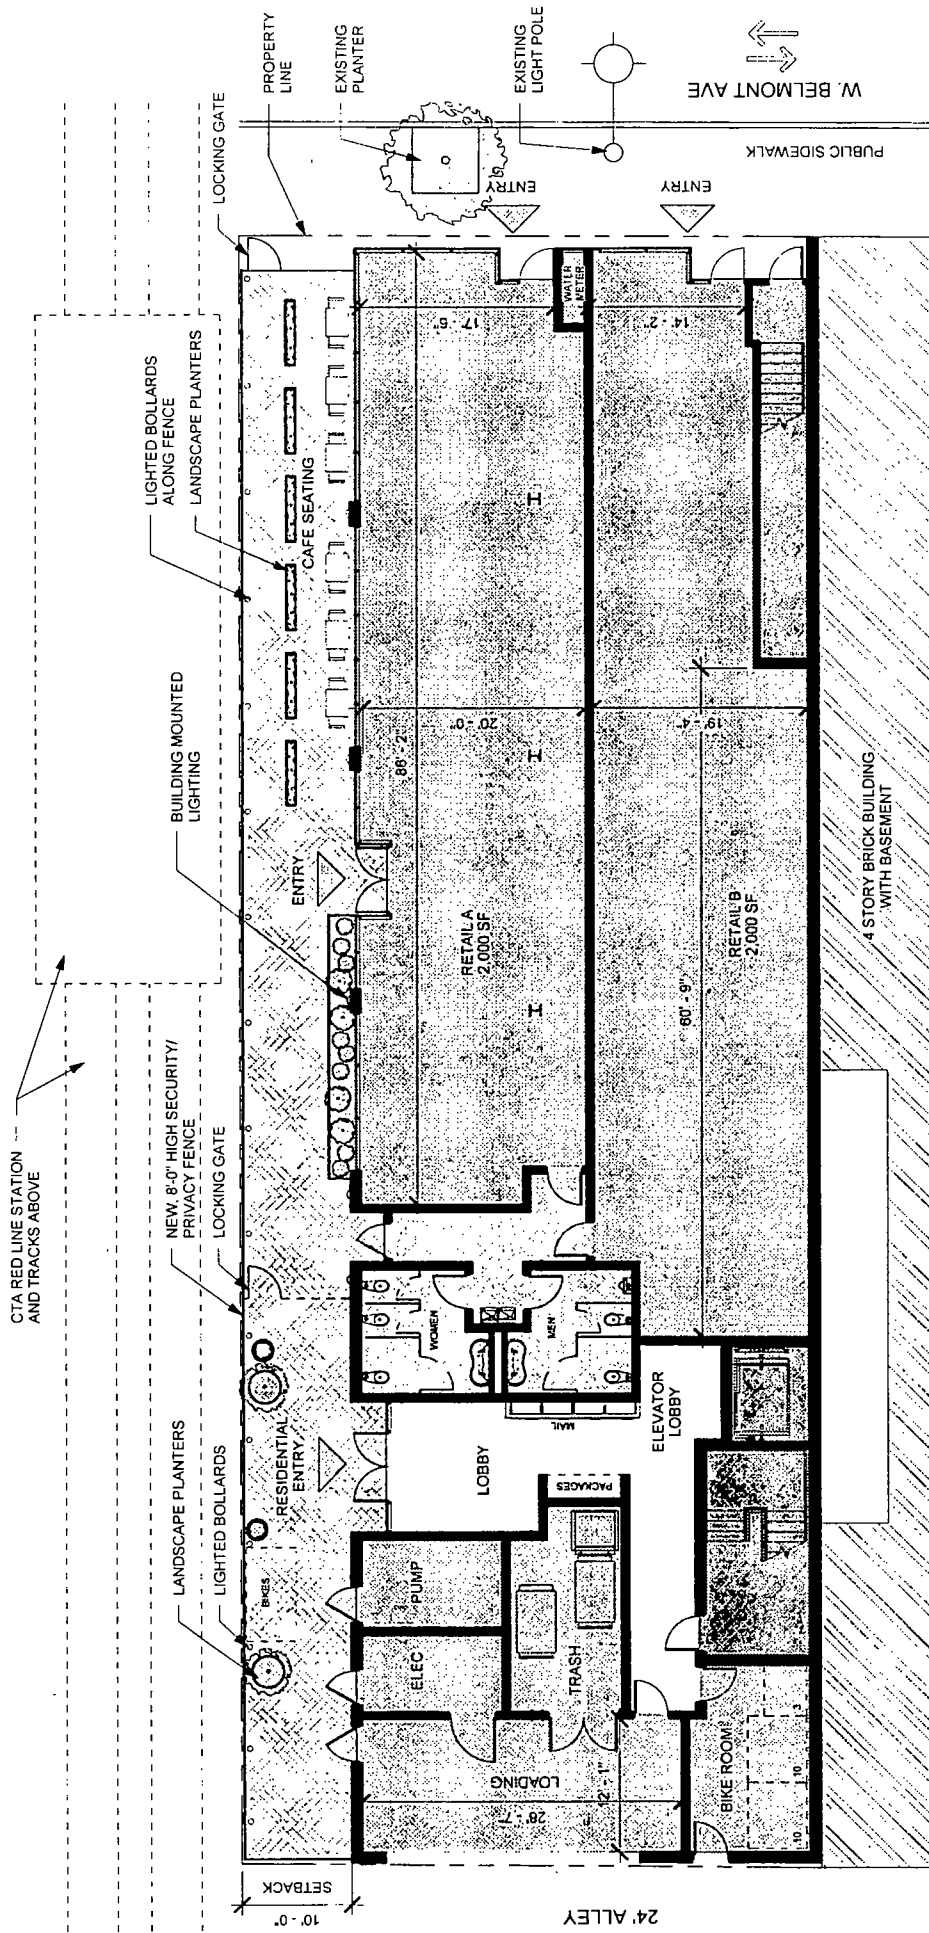 CTA RED LINE STATION
AND TRACKS ABOVE
LANDSCAPE PLANTERS
LIGHTED BOLLARDS
NEW, 8'-0" HIGH SECURITY/
PRIVACY FENCE
LOCKING GATE
BUILDING MOUNTED
LIGHTING
LIGHTED BOLLARDS
ALONG FENCE
LANDSCAPE PLANTERS
LOCKING GATE
PROPERTY
LINE
EXISTING
PLANTER
EXISTING
LIGHT POLE
W. BELMONT AVE
PUBLIC SIDEWALK
ENTRY
ENTRY
10'-0"
SETBACK
BIKES
RESIDENTIAL
ENTRY
ENTRY
CAFE SEATING
PUMP
ELEC
LOADING
28'-7"
12'-1"
TRASH
PACKAGES
LOBBY
MAIL
WOMEN
MEN
ELEVATOR
LOBBY
BIKE ROOM
10
10
3
RETAIL A
2,000 SF
88'-2"
20'-0"
17'-6"
WATER
METER
14'-2"
RETAIL B
2,000 SF
60'-9"
19'-4"
4 STORY BRICK BUILDING
WITH BASEMENT
24' ALLEY